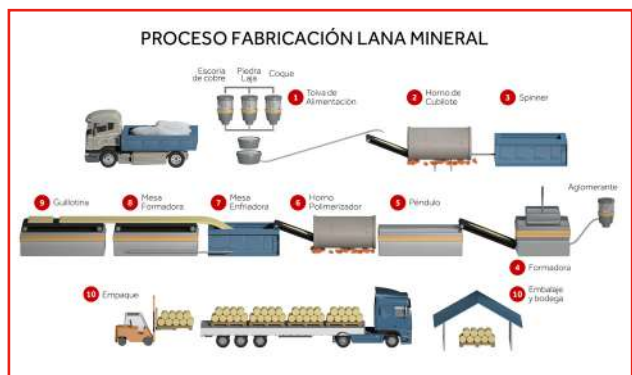 PROCESO FABRICACIÓN LANA MINERAL
Escoria
de cobre
Piedra
Laja
Coque
1 Tolva de
Alimentación
2 Horno de
Cubilote
3 Spinner
9 Guillotina
8 Mesa
Formadora
7 Mesa
Enfriadora
6 Horno
Polimerizador
5 Péndulo
Aglomerante
4 Formadora
10 Empaque
10 Embalaje
y bodega